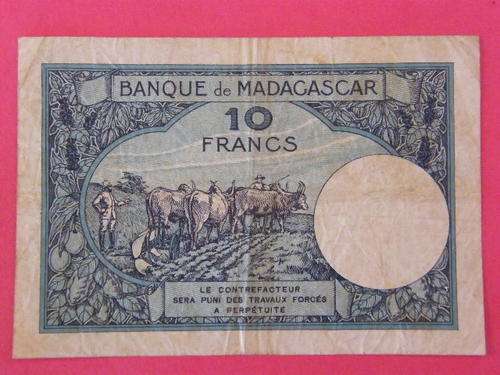 BANQUE de MADAGASCAR
10
FRANCS
LE CONTREFACTEUR
SERA PUNI DES TRAVAUX FORCÉS
A PERPÉTUITÉ